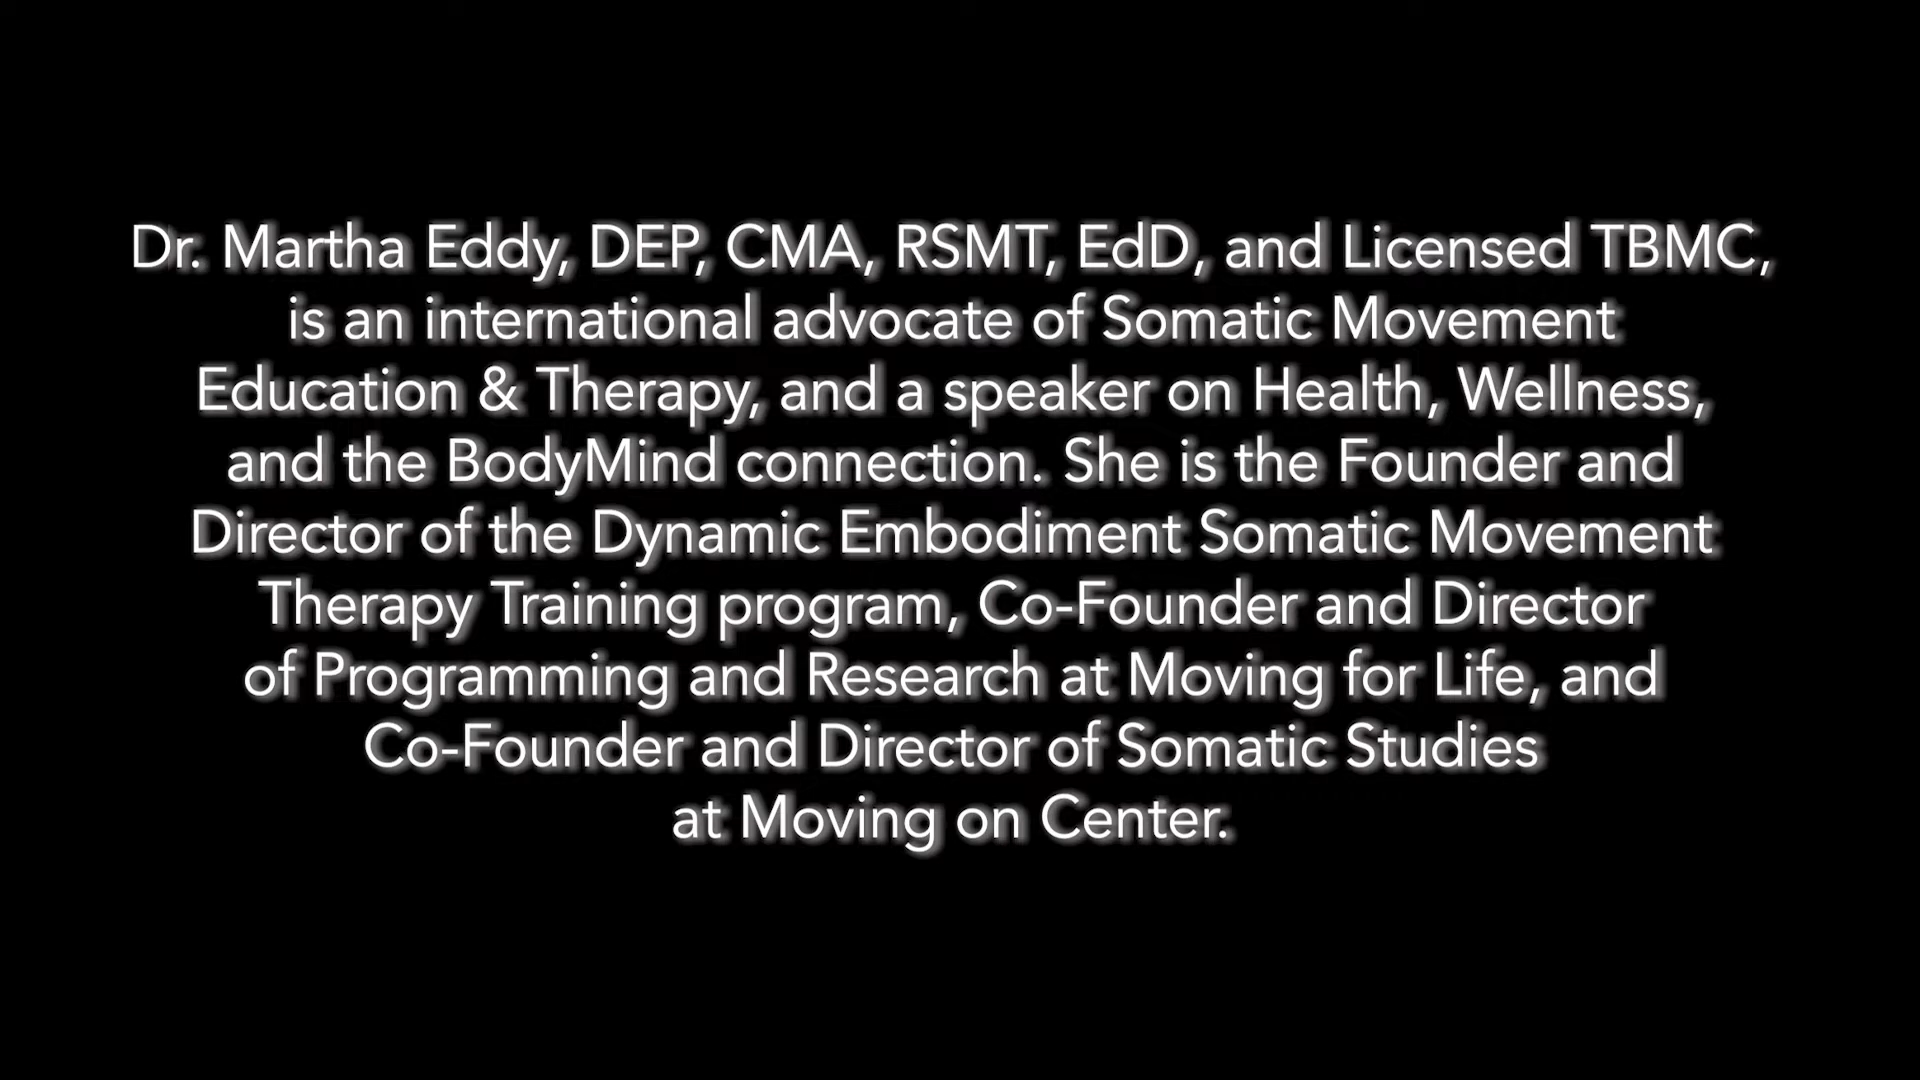 Dr. Martha Eddy, DEP, CMA, RSMT, EdD, and Licensed TBMC,
is an international advocate of Somatic Movement
Education & Therapy, and a speaker on Health, Wellness,
and the BodyMind connection. She is the Founder and
Director of the Dynamic Embodiment Somatic Movement
Therapy Training program, Co-Founder and Director
of Programming and Research at Moving for Life, and
Co-Founder and Director of Somatic Studies
at Moving on Center.